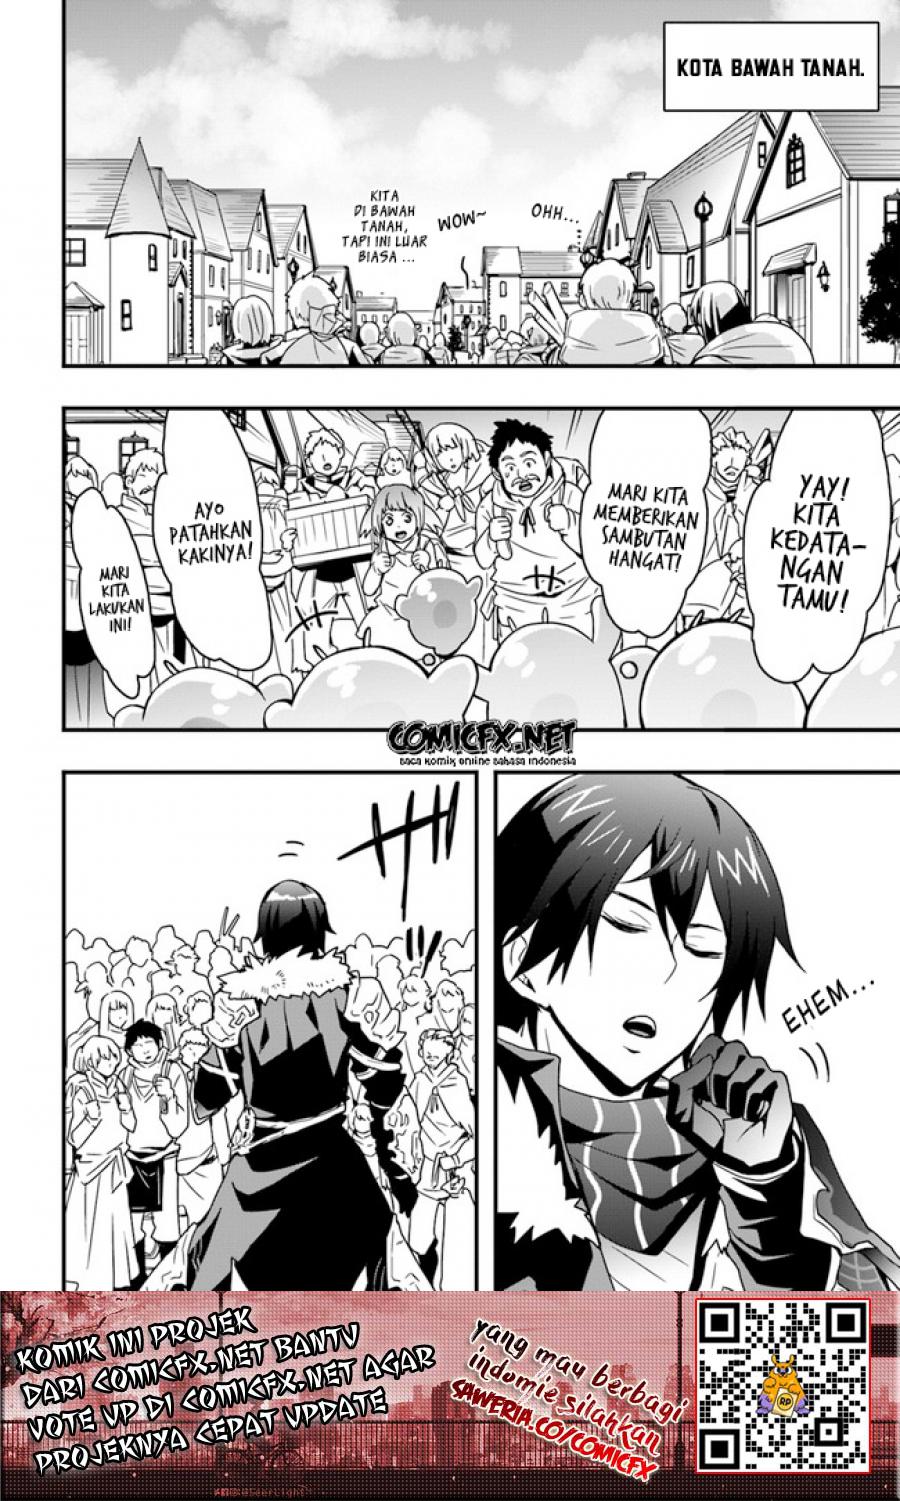 KOTA BAWAH TANAH.
OHH...
WOW~
KITA
DI BAWAH
TANAH,
TAPI INI LUAR
BIASA ...
YAY!
KITA
KEDATA-
NGAN
TAMU!
MARI KITA
MEMBERIKAN
SAMBUTAN
HANGAT!
AYO
PATAHKAN
KAKINYA!
MARI
KITA
LAKUKAN
INI!
COMICFX.NET
baca komik online bahasa indonesia
EHEM...
KOMIK INI PROJEK
DARI COMICFX.NET BANTU
VOTE UP DI COMICFX.NET AGAR
PROJEKNYA CEPAT UPDATE
yang mau berbagi
indomie silahkan
SAWERIA.CO/COMICFX
RP
@SeerLight